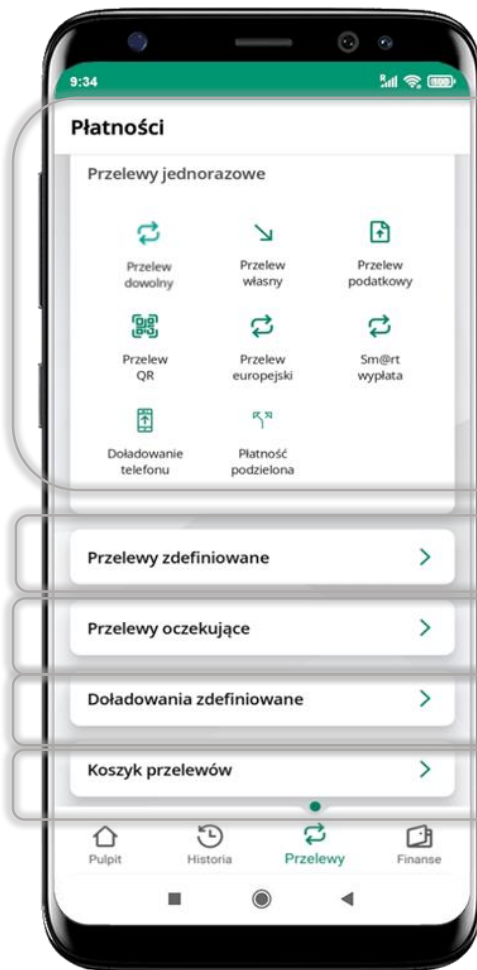 9:34
Płatności
Przelewy jednorazowe
Przelew
dowolny
Przelew
własny
Przelew
podatkowy
Przelew
QR
Przelew
europejski
Sm@rt
wypłata
Doładowanie
telefonu
Płatność
podzielona
Przelewy zdefiniowane
Przelewy oczekujące
Doładowania zdefiniowane
Koszyk przelewów
Pulpit
Historia
Przelewy
Finanse